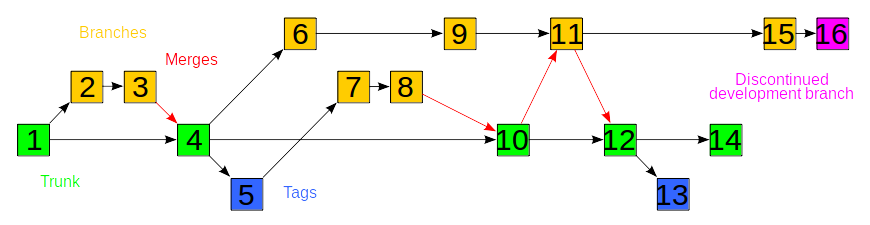 6
9
11
15
16
Branches
Merges
2
3
7
8
Discontinued
development branch
1
4
10
12
14
Trunk
5
Tags
13